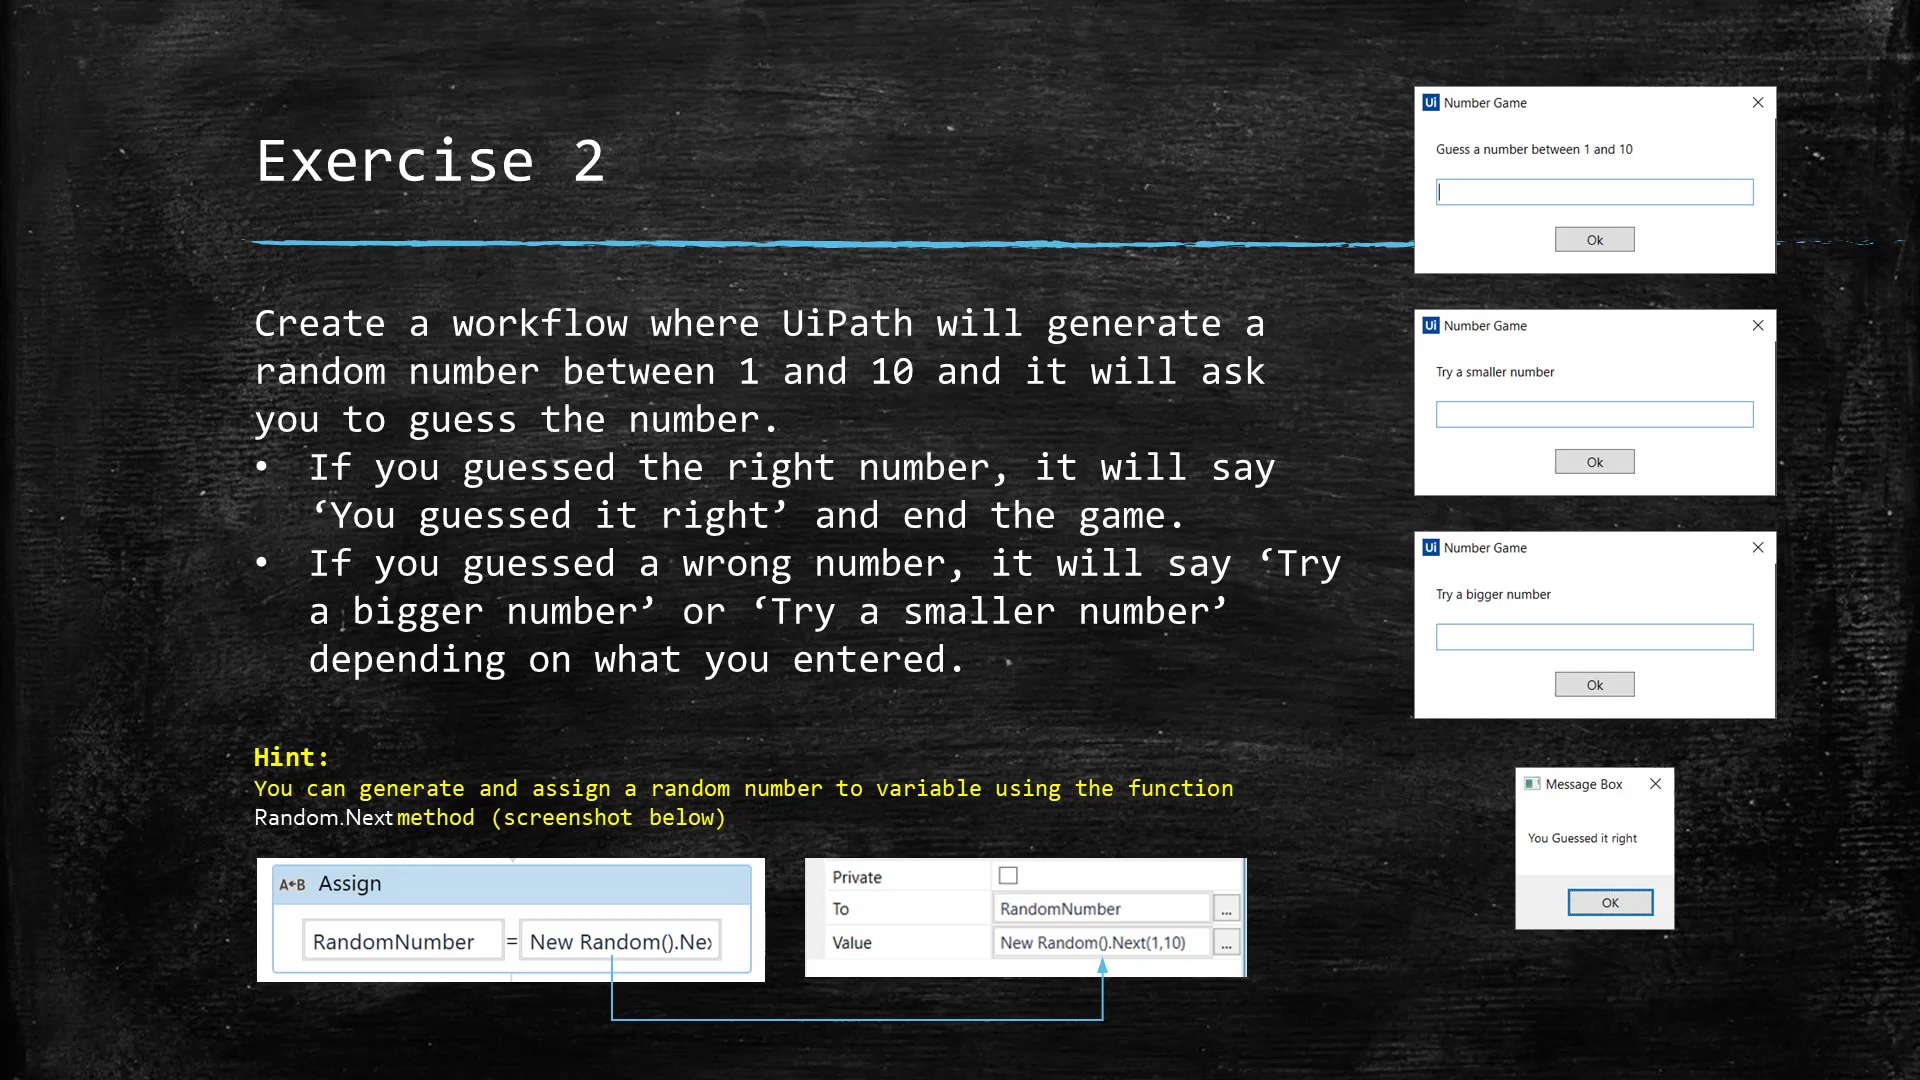 Exercise 2
Create a workflow where UiPath will generate a
random number between 1 and 10 and it will ask
you to guess the number.
• If you guessed the right number, it will say
‘You guessed it right’ and end the game.
• If you guessed a wrong number, it will say ‘Try
a bigger number’ or ‘Try a smaller number’
depending on what you entered.
Hint:
You can generate and assign a random number to variable using the function
Random.Next method (screenshot below)
A←B Assign
RandomNumber = New Random().Nex
Private
To RandomNumber ...
Value New Random().Next(1,10) ...
Ui Number Game
Guess a number between 1 and 10
Ok
Ui Number Game
Try a smaller number
Ok
Ui Number Game
Try a bigger number
Ok
Message Box
You Guessed it right
OK